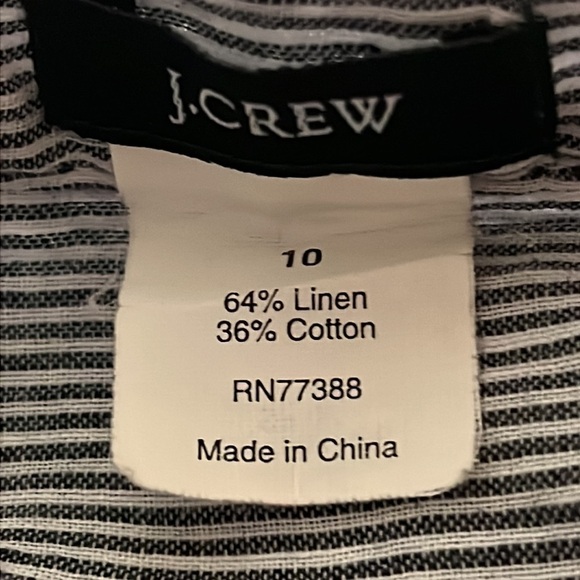 J.CREW
10
64% Linen
36% Cotton
RN77388
Made in China